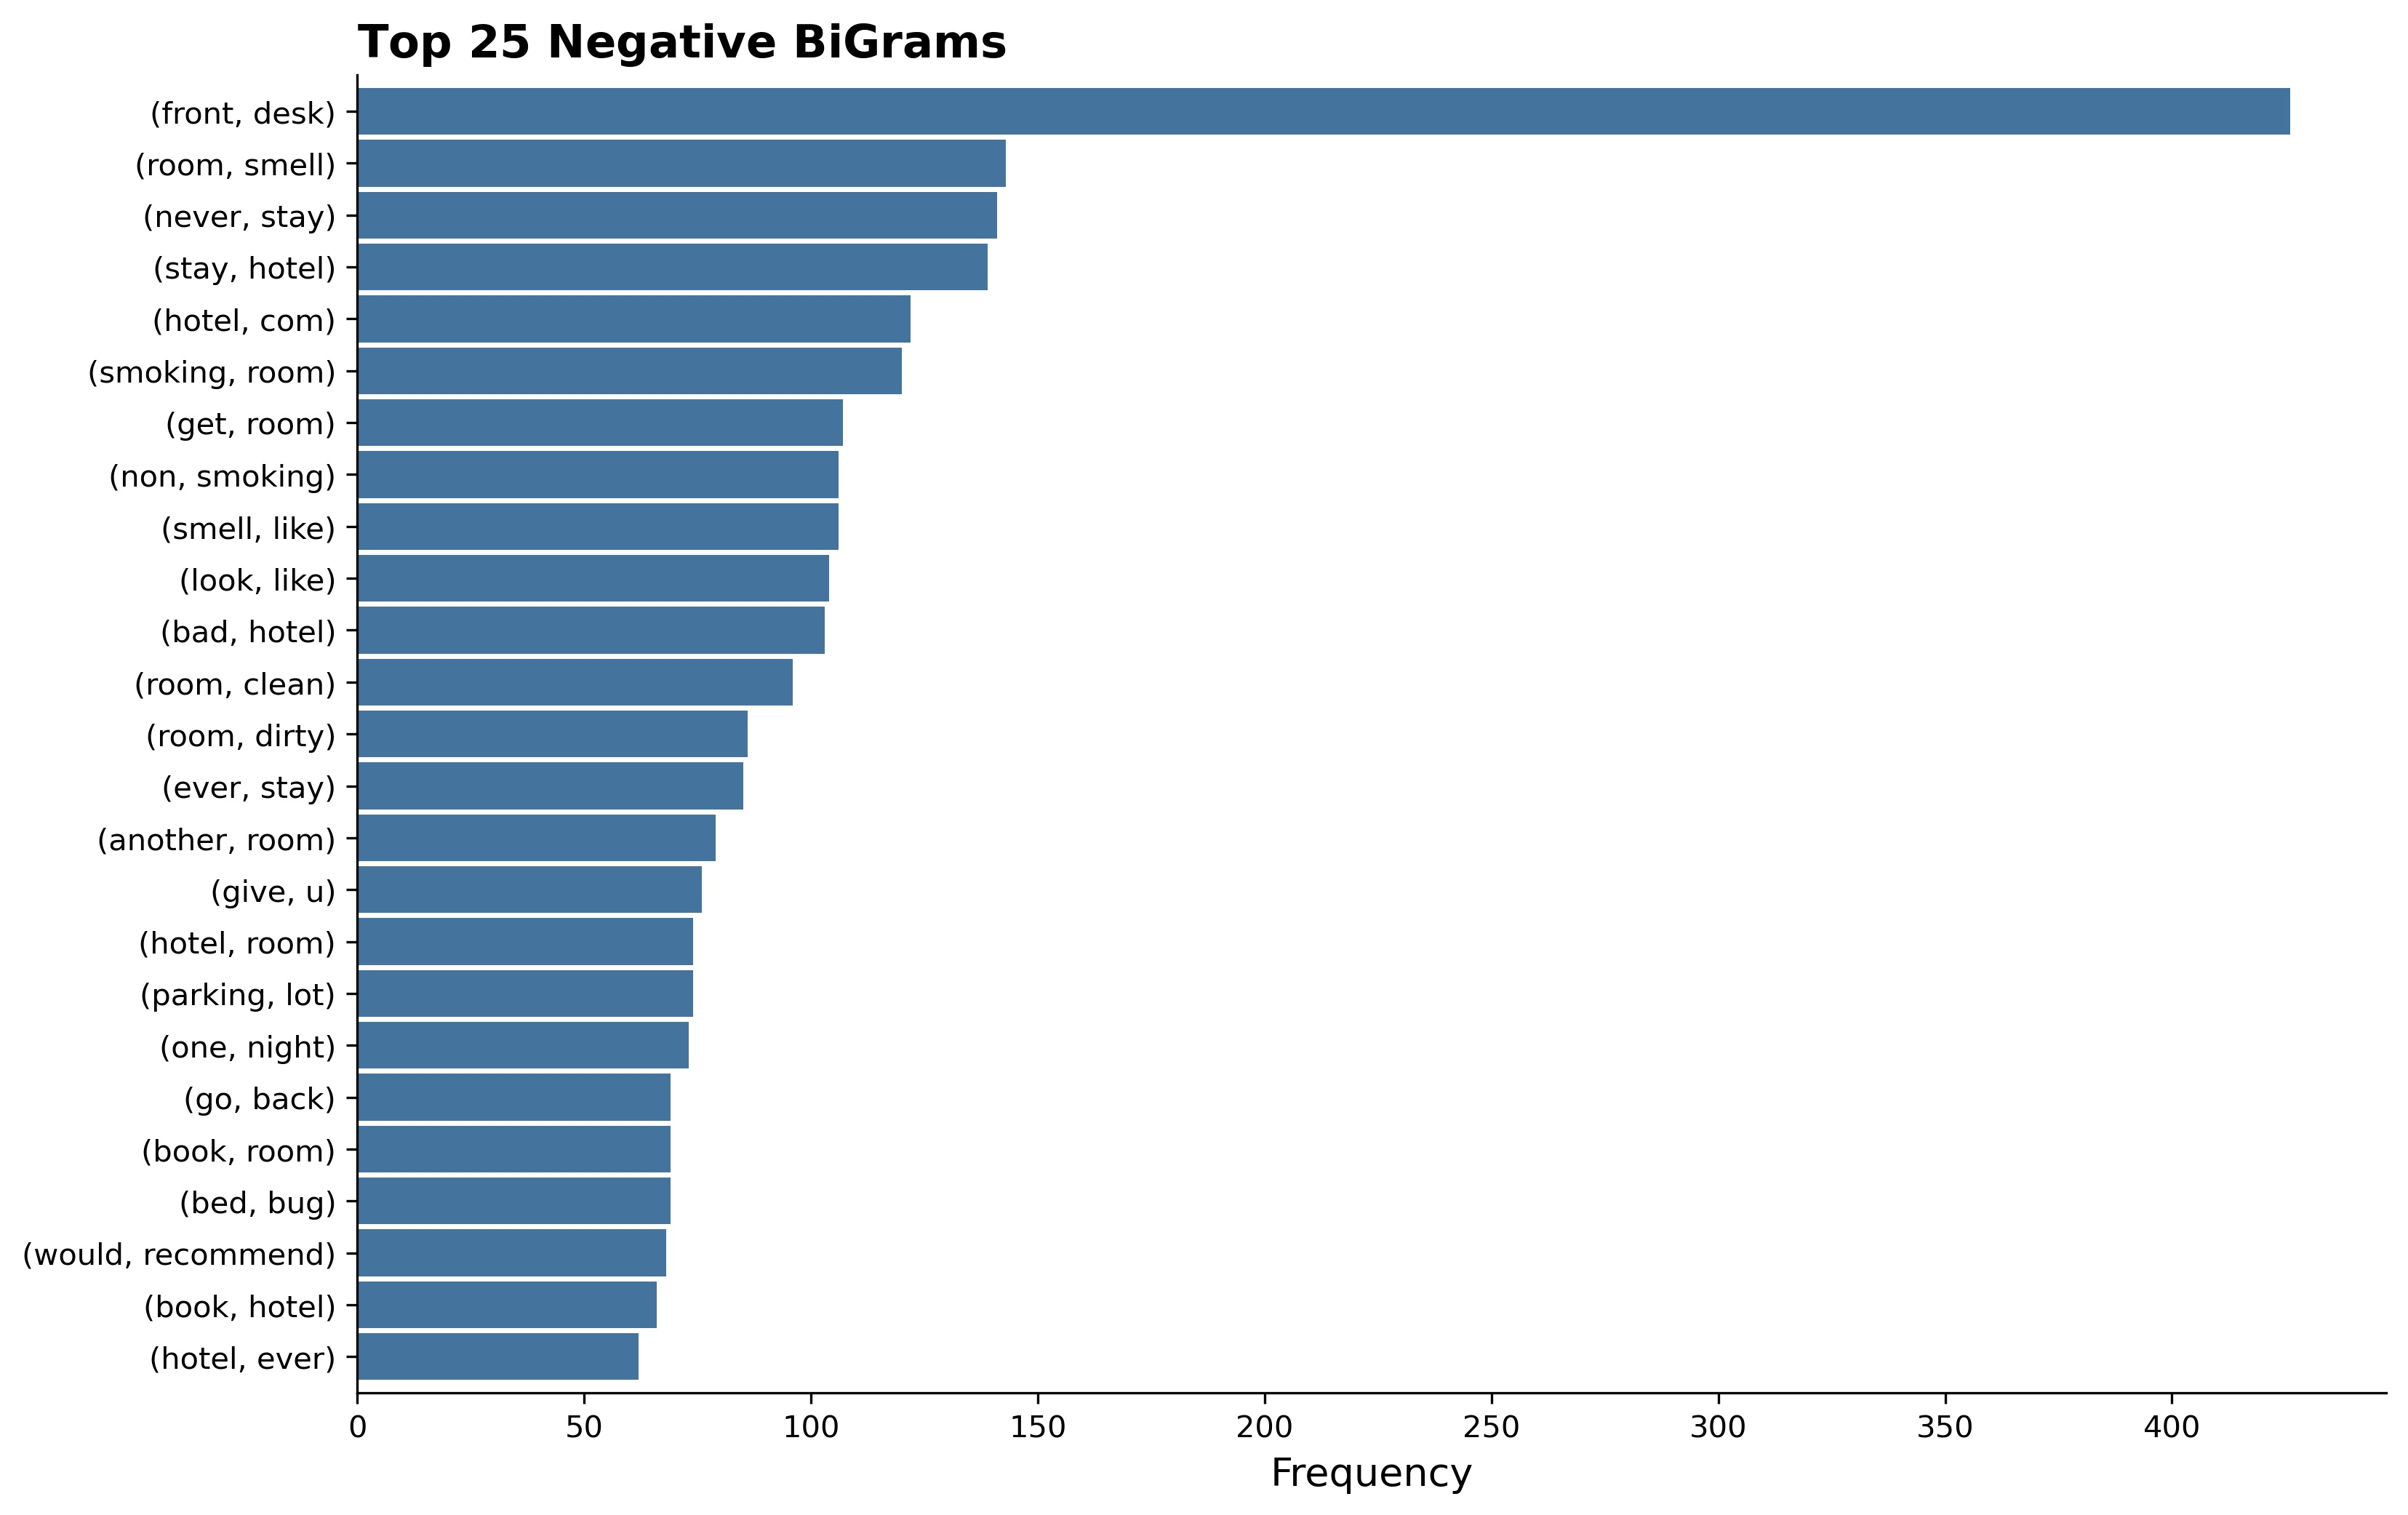 Top 25 Negative BiGrams
(front, desk)
(room, smell)
(never, stay)
(stay, hotel)
(hotel, com)
(smoking, room)
(get, room)
(non, smoking)
(smell, like)
(look, like)
(bad, hotel)
(room, clean)
(room, dirty)
(ever, stay)
(another, room)
(give, u)
(hotel, room)
(parking, lot)
(one, night)
(go, back)
(book, room)
(bed, bug)
(would, recommend)
(book, hotel)
(hotel, ever)
0 50 100 150 200 250 300 350 400
Frequency